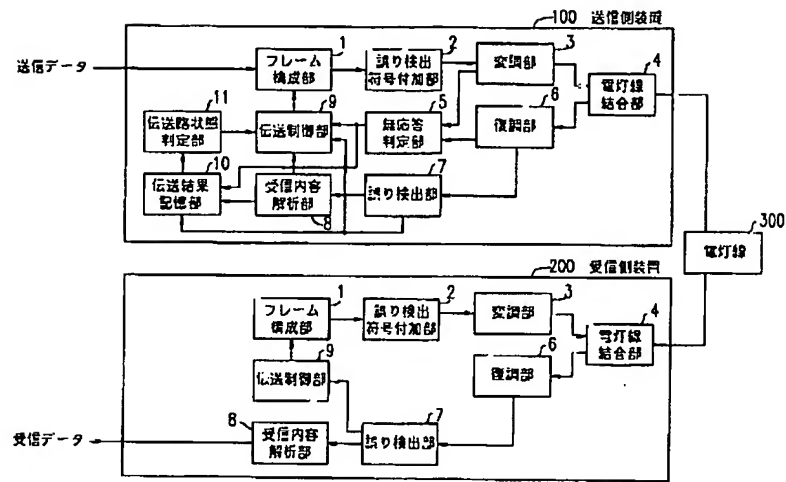 100 送信側装置
送信データ
1
フレーム
構成部
2
誤り検出
符号付加部
3
変調部
4
電灯線
結合部
11
伝送路状態
判定部
9
伝送制御部
5
無応答
判定部
6
復調部
10
伝送結果
記憶部
受信内容
解析部
8
7
誤り検出部
300
電灯線
200 受信側装置
1
フレーム
構成部
2
誤り検出
符号付加部
3
変調部
4
電灯線
結合部
9
伝送制御部
6
復調部
受信データ
8
受信内容
解析部
7
誤り検出部